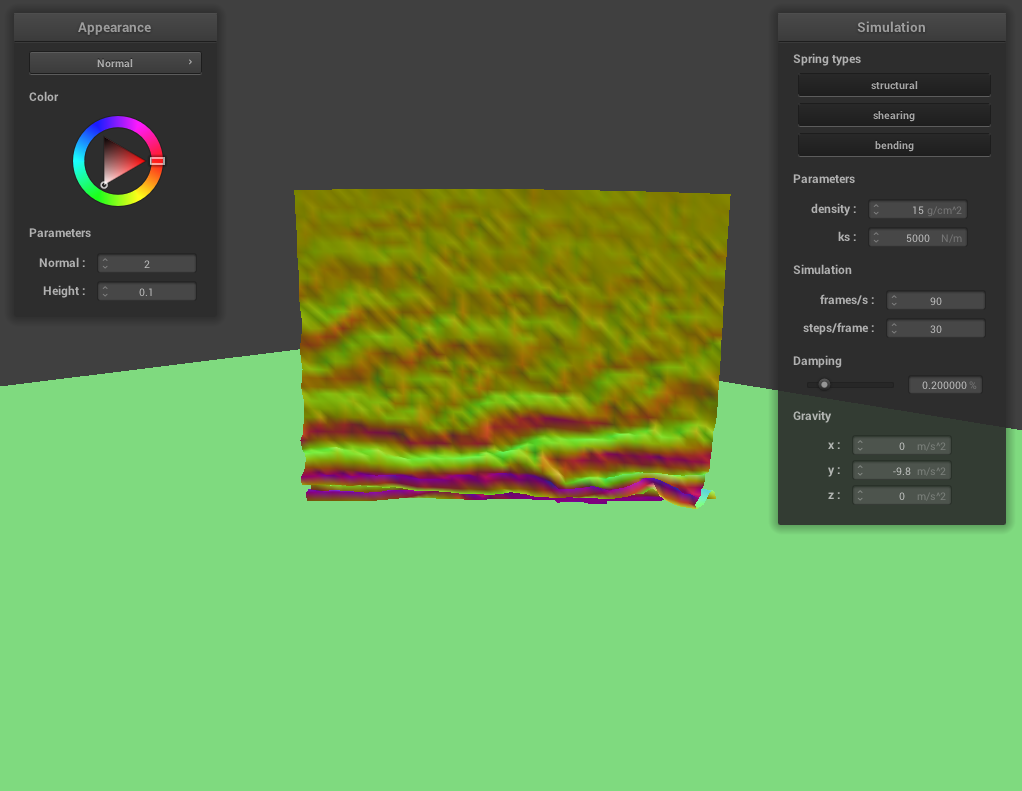 Appearance
Normal
Color
Parameters
Normal : 2
Height : 0.1
Simulation
Spring types
structural
shearing
bending
Parameters
density : 15 g/cm^2
ks : 5000 N/m
Simulation
frames/s : 90
steps/frame : 30
Damping
0.200000 %
Gravity
x : 0 m/s^2
y : -9.8 m/s^2
z : 0 m/s^2